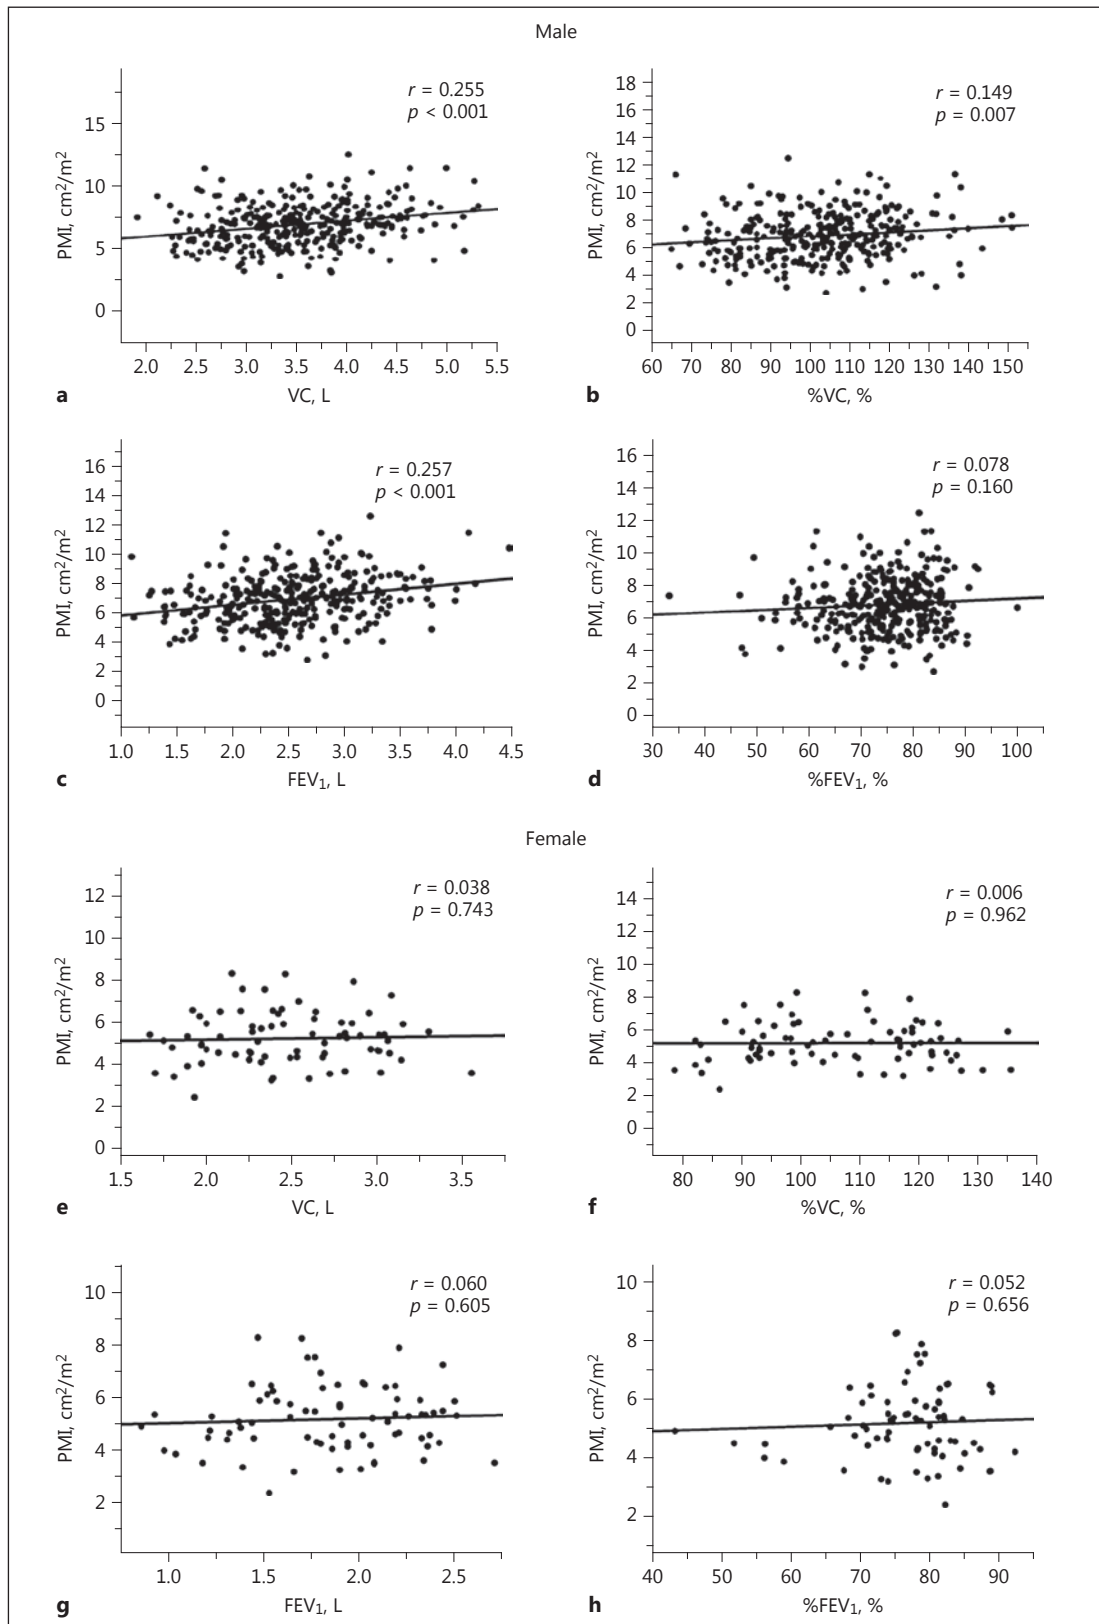 Male
r = 0.255
p < 0.001
15
10
5
0
PMI, cm²/m²
2.0 2.5 3.0 3.5 4.0 4.5 5.0 5.5
VC, L
a
r = 0.149
p = 0.007
18
16
14
12
10
8
6
4
2
0
PMI, cm²/m²
60 70 80 90 100 110 120 130 140 150
%VC, %
b
r = 0.257
p < 0.001
16
14
12
10
8
6
4
2
0
PMI, cm²/m²
1.0 1.5 2.0 2.5 3.0 3.5 4.0 4.5
FEV₁, L
c
r = 0.078
p = 0.160
16
14
12
10
8
6
4
2
0
PMI, cm²/m²
30 40 50 60 70 80 90 100
%FEV₁, %
d
Female
r = 0.038
p = 0.743
12
10
8
6
4
2
0
PMI, cm²/m²
1.5 2.0 2.5 3.0 3.5
VC, L
e
r = 0.006
p = 0.962
14
12
10
8
6
4
2
0
PMI, cm²/m²
80 90 100 110 120 130 140
%VC, %
f
r = 0.060
p = 0.605
10
8
6
4
2
PMI, cm²/m²
1.0 1.5 2.0 2.5
FEV₁, L
g
r = 0.052
p = 0.656
10
8
6
4
2
PMI, cm²/m²
40 50 60 70 80 90
%FEV₁, %
h